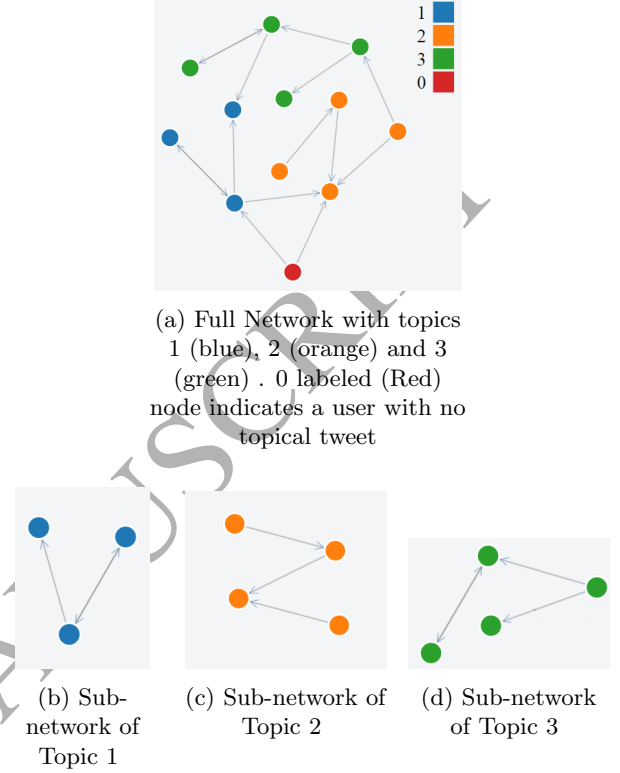 1
2
3
0
(a) Full Network with topics
1 (blue), 2 (orange) and 3
(green) . 0 labeled (Red)
node indicates a user with no
topical tweet
(b) Sub-
network of
Topic 1
(c) Sub-network of
Topic 2
(d) Sub-network
of Topic 3